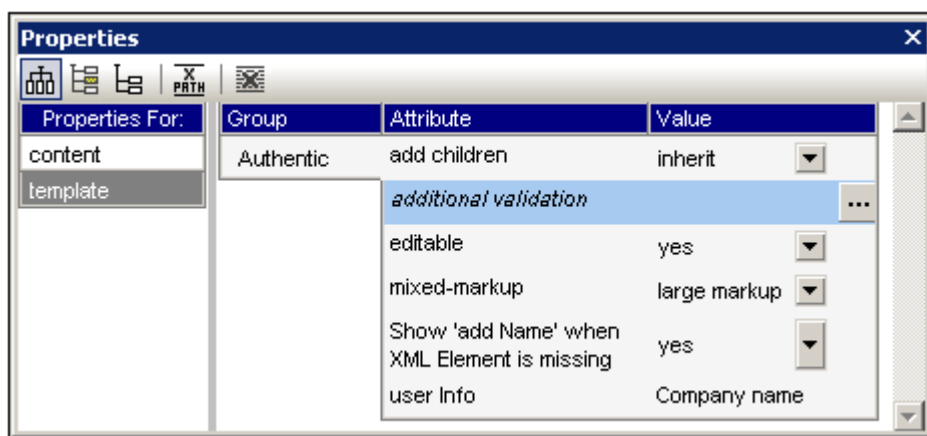 Properties
X
PATH
Properties For: Group Attribute Value
content Authentic add children inherit
template additional validation ...
editable yes
mixed-markup large markup
Show 'add Name' when
XML Element is missing yes
user Info Company name